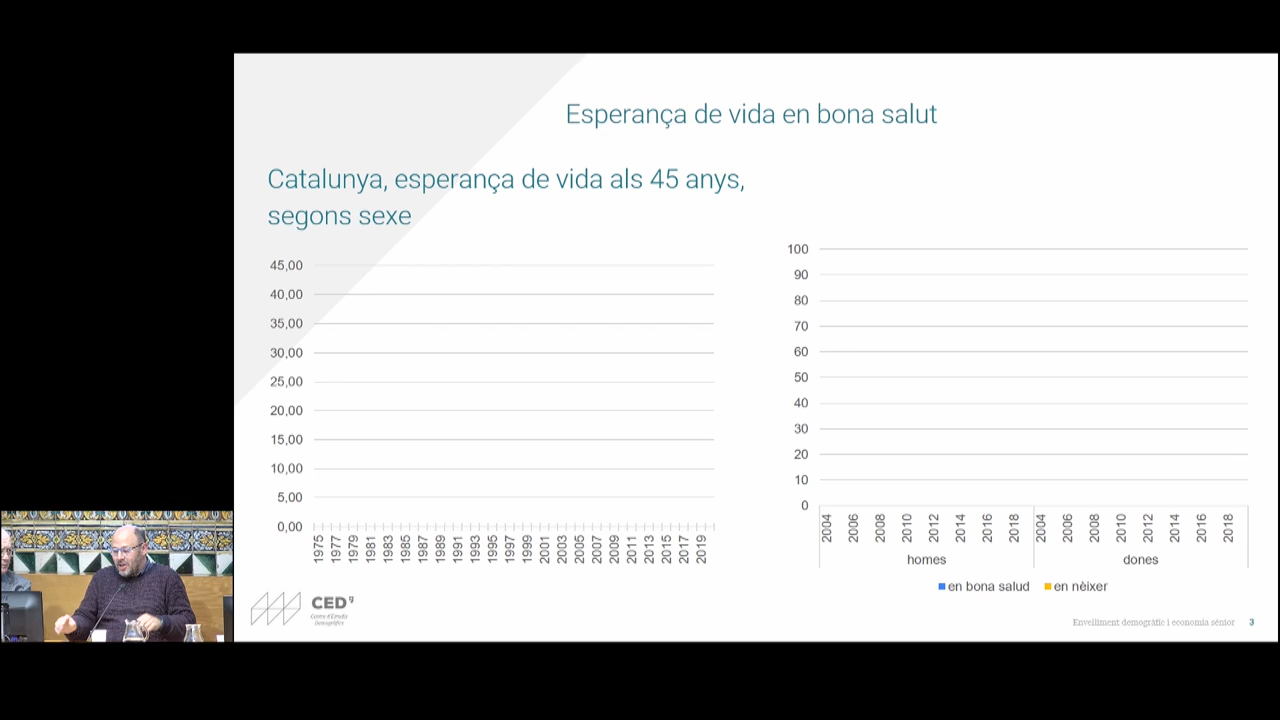 Esperança de vida en bona salut
Catalunya, esperança de vida als 45 anys,
segons sexe
45,00
40,00
35,00
30,00
25,00
20,00
15,00
10,00
5,00
0,00
1975 1977 1979 1981 1983 1985 1987 1989 1991 1993 1995 1997 1999 2001 2003 2005 2007 2009 2011 2013 2015 2017 2019
100
90
80
70
60
50
40
30
20
10
0
2004 2006 2008 2010 2012 2014 2016 2018 2004 2006 2008 2010 2012 2014 2016 2018
homes dones
en bona salud en nèixer
CED
Centre d'Estudis
Demogràfics
Envelliment demogràfic i economia sènior 3